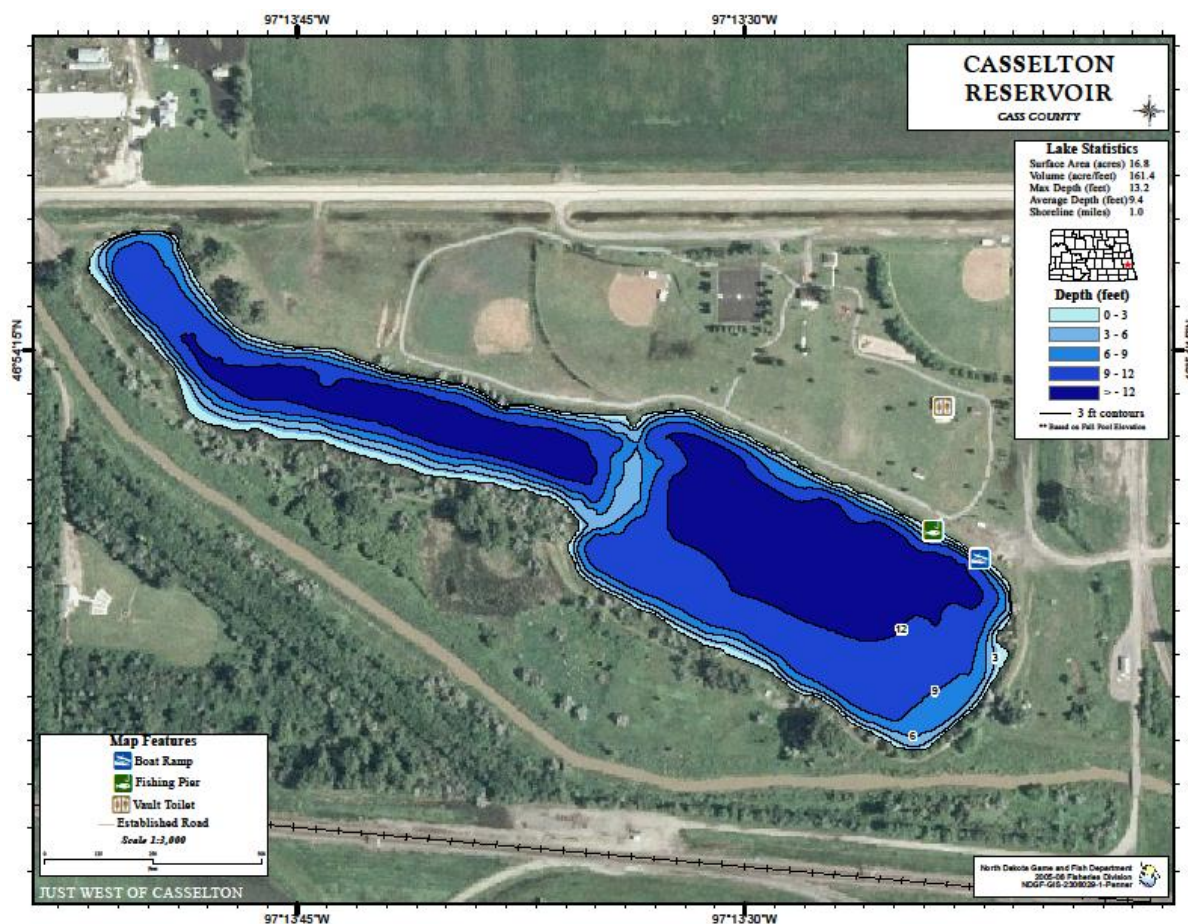 97°13'45"W
97°13'30"W
CASSELTON
RESERVOIR
CASS COUNTY
Lake Statistics
Surface Area (acres) 16.8
Volume (acre/feet) 161.4
Max Depth (feet) 13.2
Average Depth (feet) 9.4
Shoreline (miles) 1.0
Depth (feet)
0 - 3
3 - 6
6 - 9
9 - 12
> - 12
3 ft contours
** Based on Full Pool Elevation
46°54'15"N
12
3
9
6
Map Features
Boat Ramp
Fishing Pier
Vault Toilet
Established Road
Scale 1:3,000
JUST WEST OF CASSELTON
North Dakota Game and Fish Department
2005-06 Fisheries Division
97°13'45"W
97°13'30"W